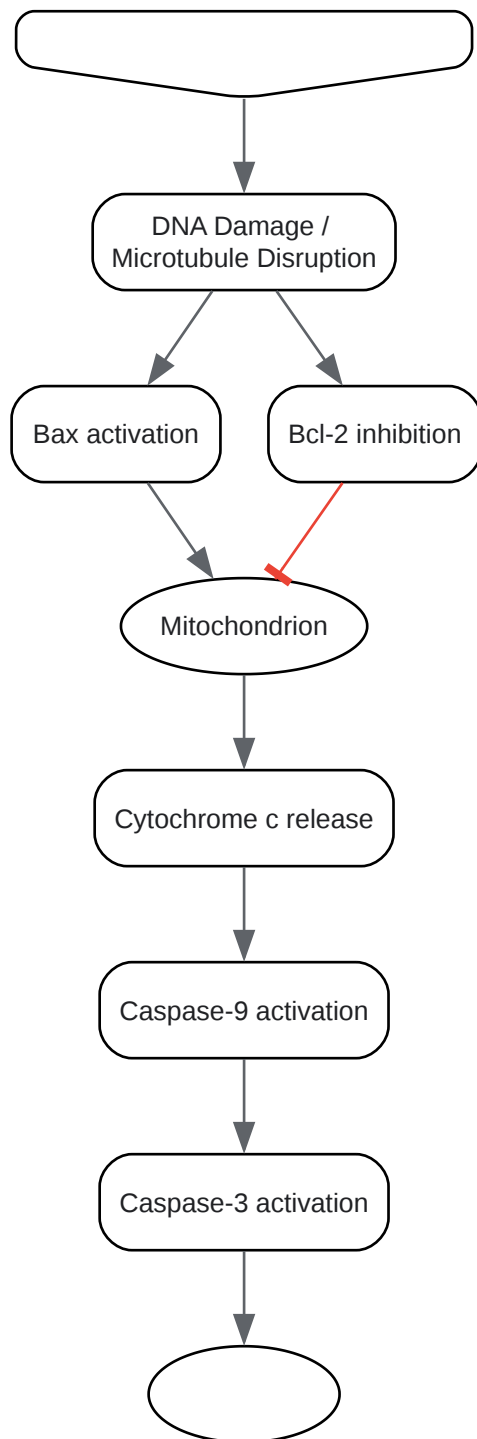 DNA Damage /
Microtubule Disruption
Bax activation
Bcl-2 inhibition
Mitochondrion
Cytochrome c release
Caspase-9 activation
Caspase-3 activation